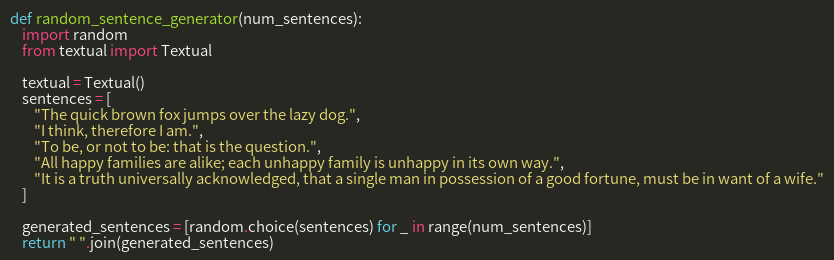 def random_sentence_generator(num_sentences):
    import random
    from textual import Textual

    textual = Textual()
    sentences = [
        "The quick brown fox jumps over the lazy dog.",
        "I think, therefore I am.",
        "To be, or not to be: that is the question.",
        "All happy families are alike; each unhappy family is unhappy in its own way.",
        "It is a truth universally acknowledged, that a single man in possession of a good fortune, must be in want of a wife."
    ]

    generated_sentences = [random.choice(sentences) for _ in range(num_sentences)]
    return " ".join(generated_sentences)